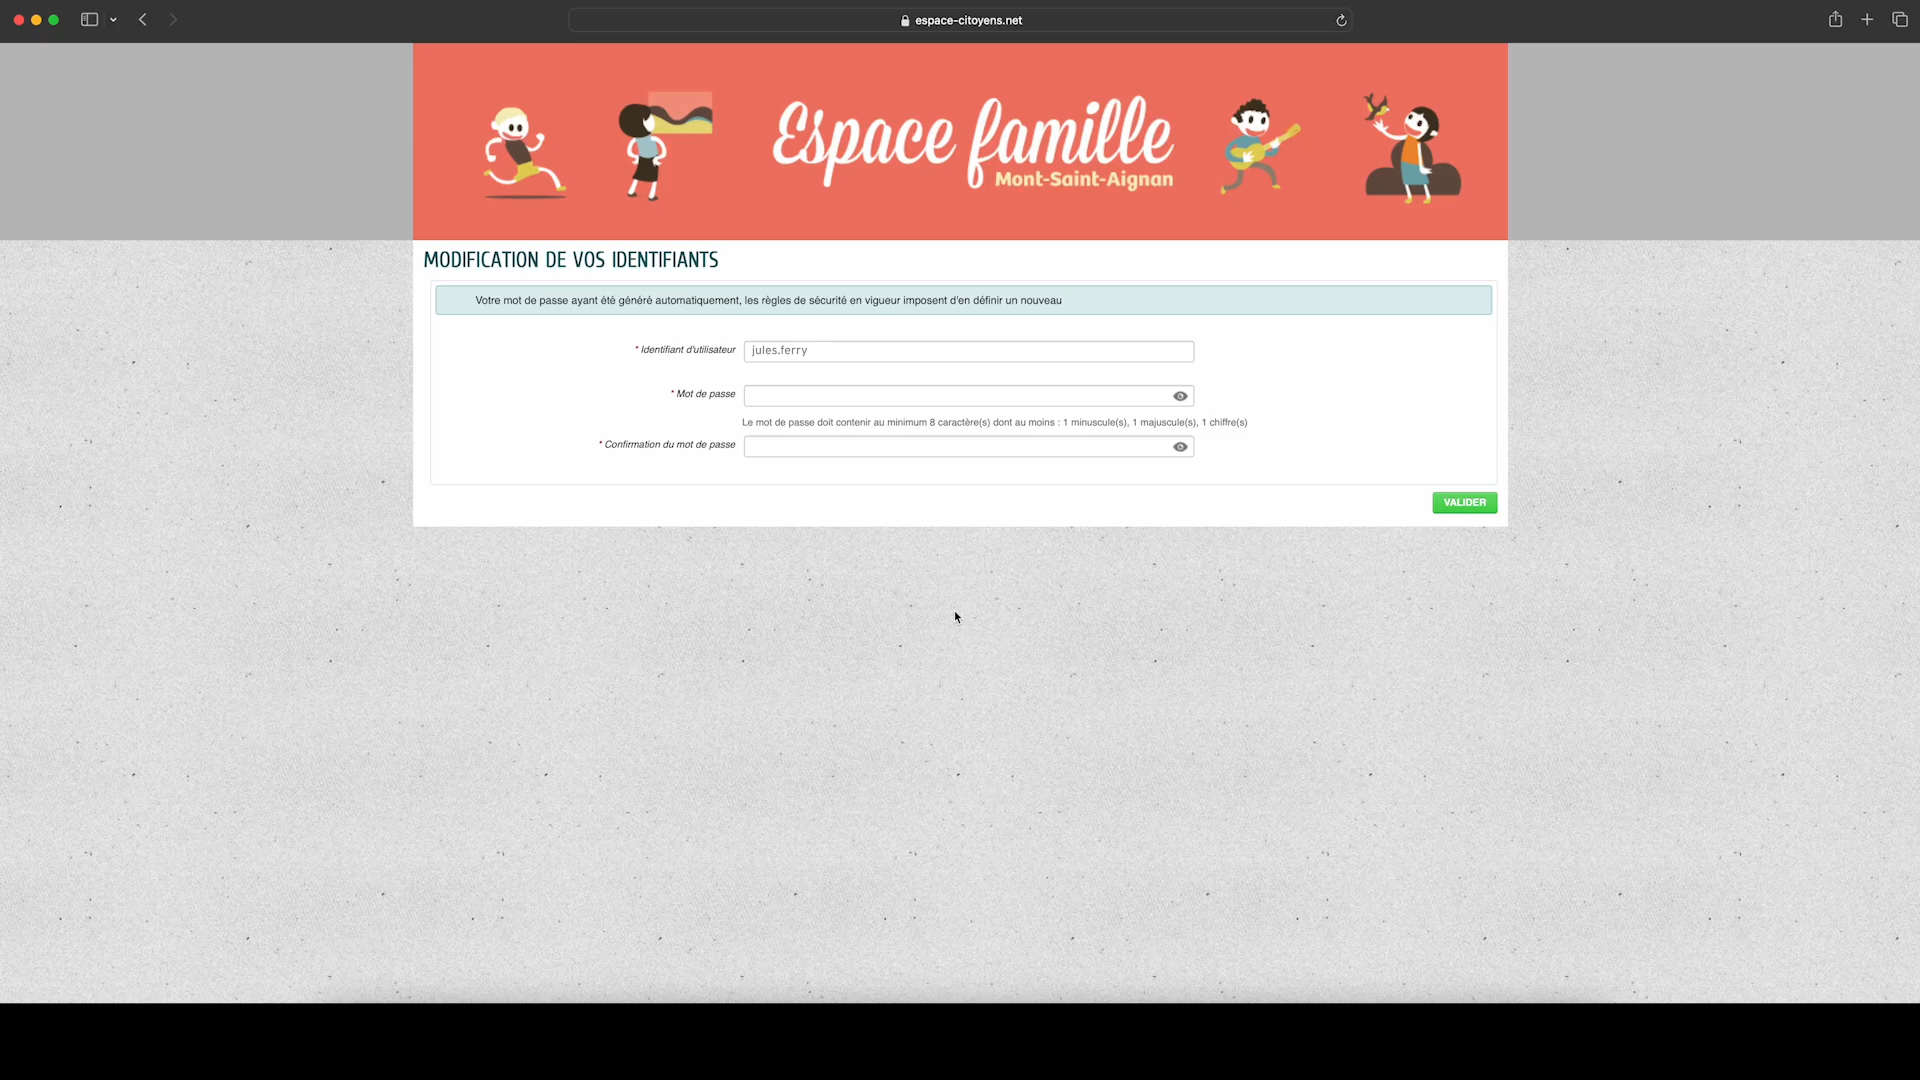 espace-citoyens.net
Espace famille
Mont-Saint-Aignan
MODIFICATION DE VOS IDENTIFIANTS
Votre mot de passe ayant été généré automatiquement, les règles de sécurité en vigueur imposent d'en définir un nouveau
* Identifiant d'utilisateur jules.ferry
* Mot de passe
Le mot de passe doit contenir au minimum 8 caractère(s) dont au moins : 1 minuscule(s), 1 majuscule(s), 1 chiffre(s)
* Confirmation du mot de passe
VALIDER